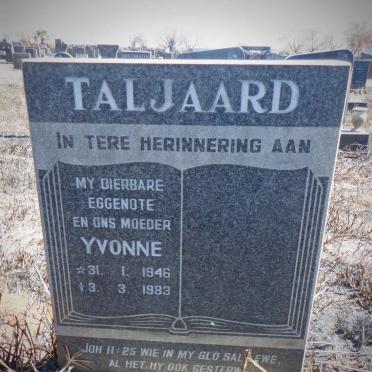 TALJAARD
IN TERE HERINNERING AAN
MY DIERBARE
EGGENOTE
EN ONS MOEDER
YVONNE
* 31. 1. 1946
† 3. 3. 1983
JOH 11:25 WIE IN MY GLO SAL LEWE,
AL HET HY OOK GESTERWE